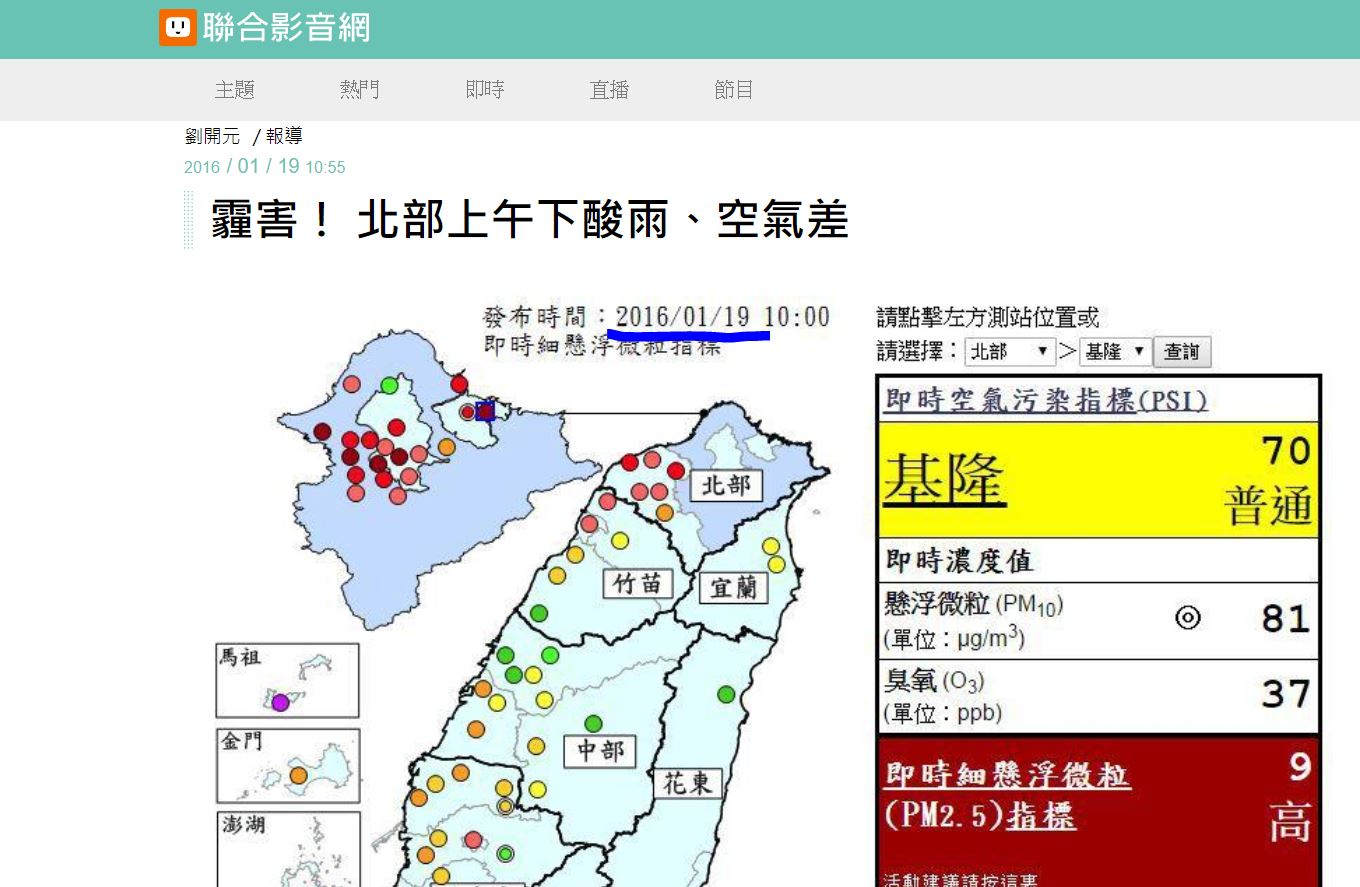 聯合影音網
主題 熱門 即時 直播 節目
劉開元 / 報導
2016 / 01 / 19 10:55
霾害！ 北部上午下酸雨、空氣差
發布時間：2016/01/19 10:00
即時細懸浮微粒指標
北部
竹苗
宜蘭
中部
花東
馬祖
金門
澎湖
請點擊左方測站位置或
請選擇：北部 > 基隆 查詢
即時空氣污染指標(PSI)
基隆
70
普通
即時濃度值
懸浮微粒 (PM10)
(單位：μg/m3)
81
臭氧 (O3)
(單位：ppb)
37
即時細懸浮微粒
(PM2.5)指標
9
高
活動建議請按這裏